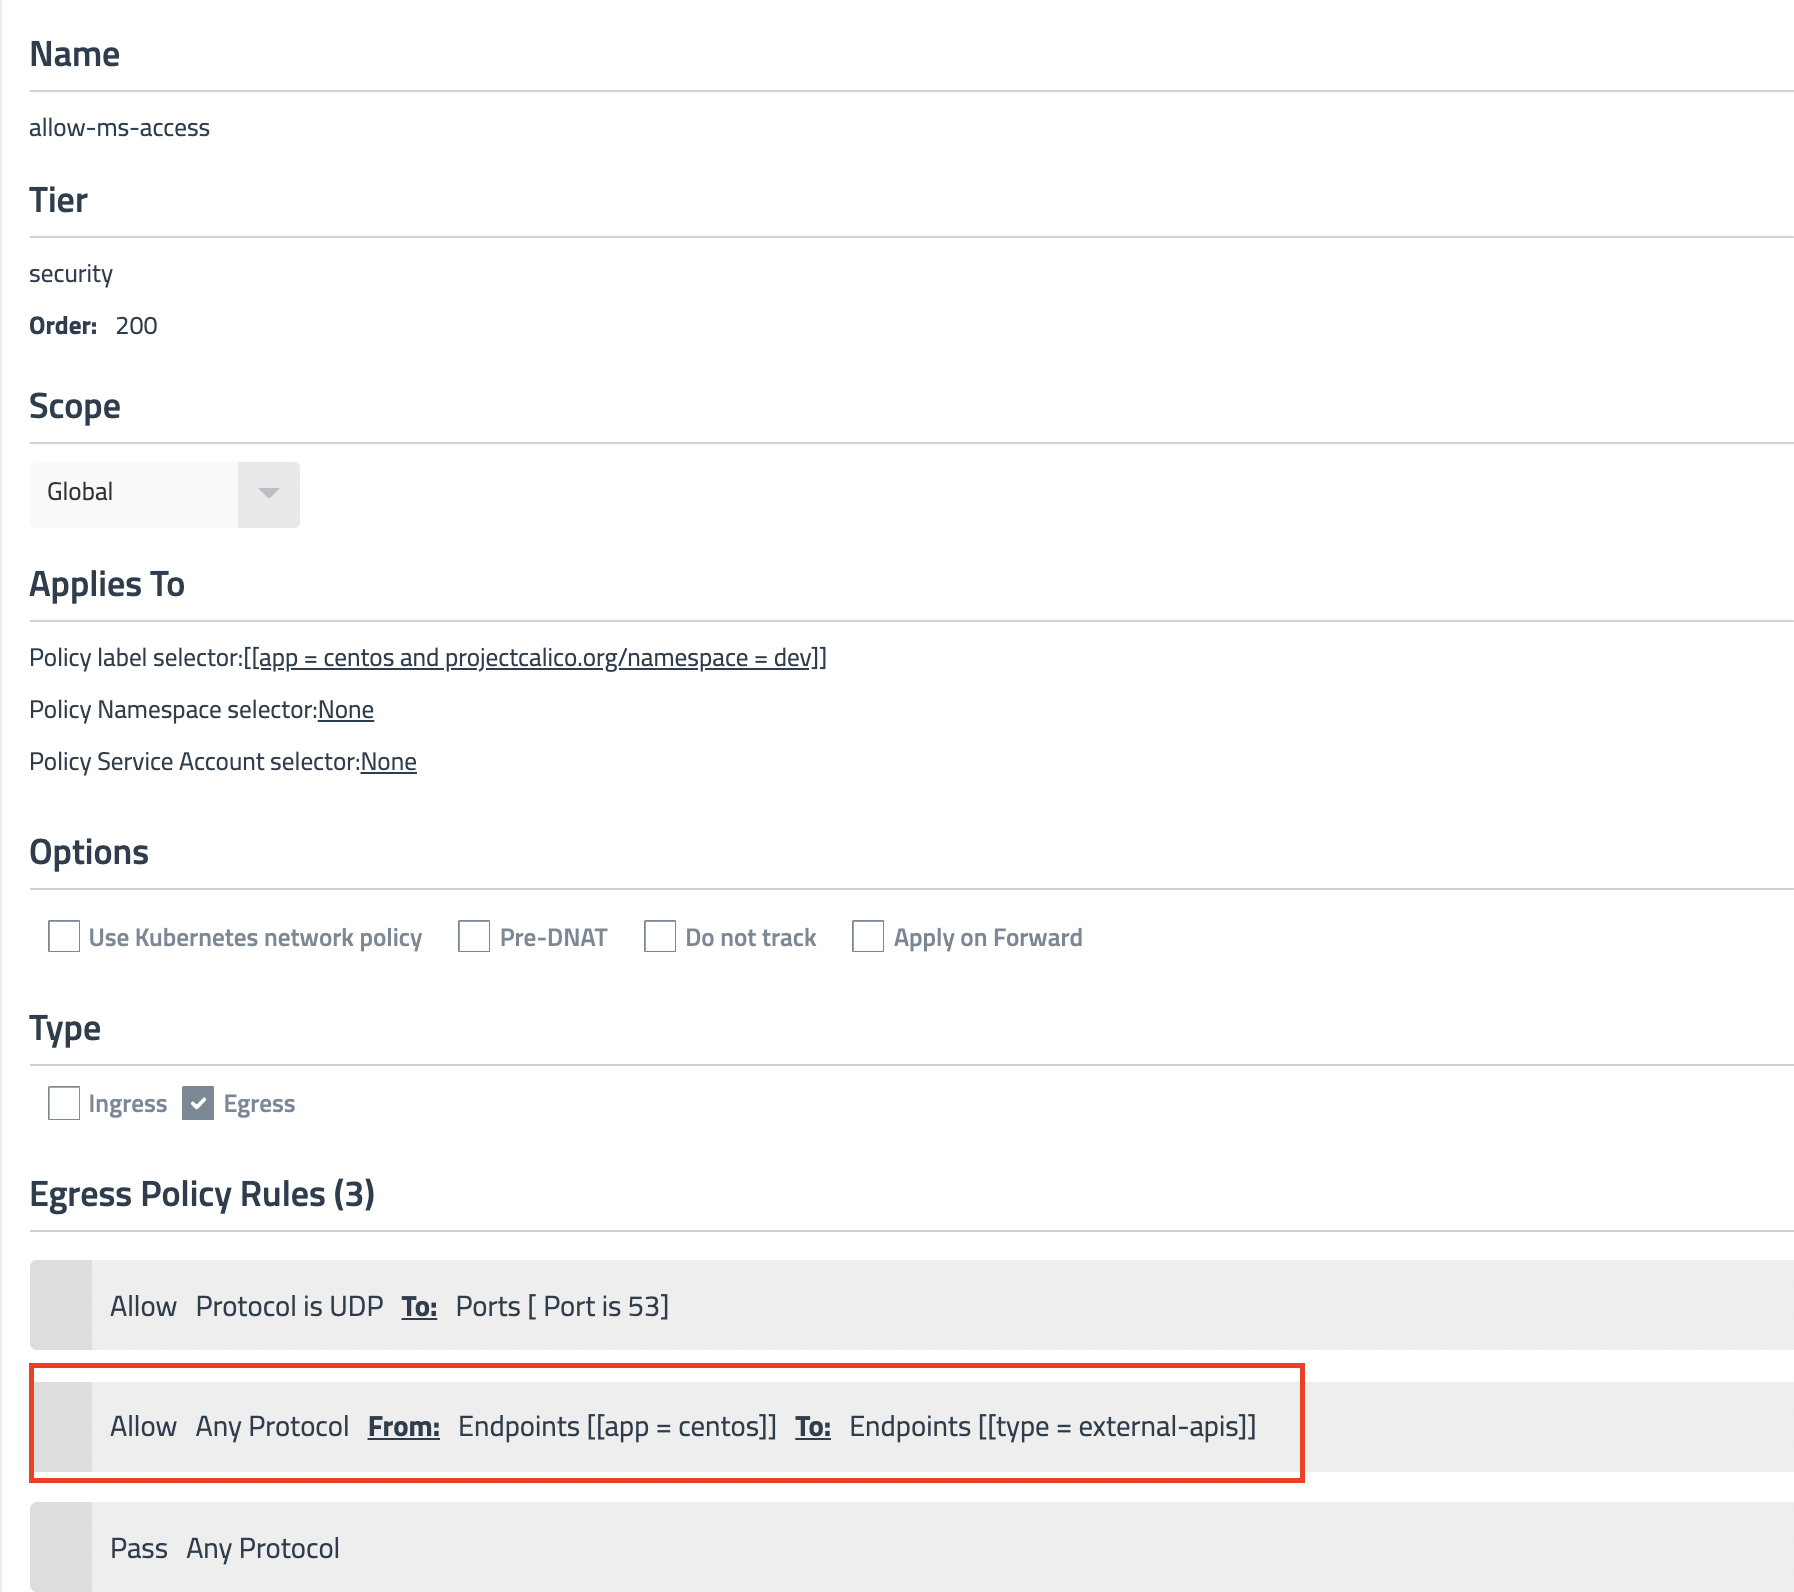 Name
allow-ms-access
Tier
security
Order: 200
Scope
Global
Applies To
Policy label selector:[[app = centos and projectcalico.org/namespace = dev]]
Policy Namespace selector:None
Policy Service Account selector:None
Options
Use Kubernetes network policy Pre-DNAT Do not track Apply on Forward
Type
Ingress Egress
Egress Policy Rules (3)
Allow Protocol is UDP To: Ports [ Port is 53]
Allow Any Protocol From: Endpoints [[app = centos]] To: Endpoints [[type = external-apis]]
Pass Any Protocol